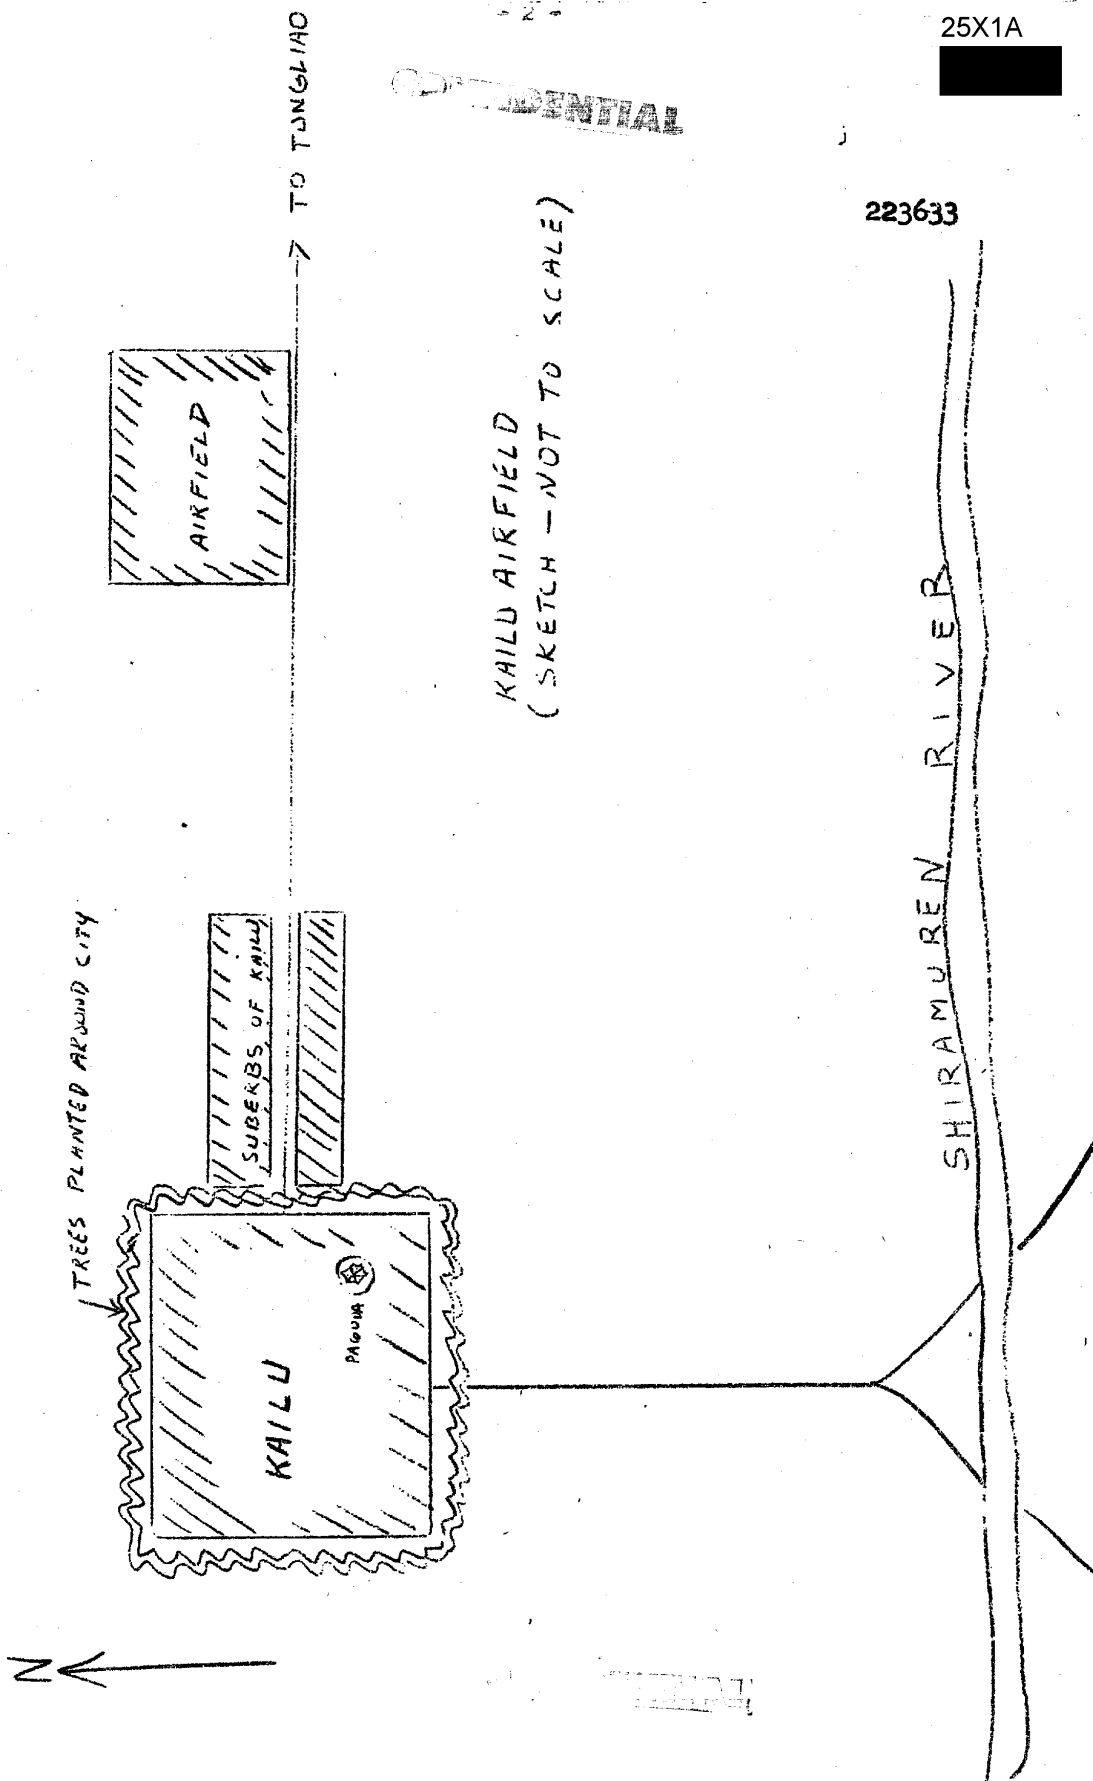 - 2 -
25X1A
CONFIDENTIAL
223633
N
TREES PLANTED AROUND CITY
KAILU
PAGODA
SUBERBS OF KAILU
AIRFIELD
TO TUNGLIAO
KAILU AIRFIELD
(SKETCH - NOT TO SCALE)
SHIRAMUREN RIVER